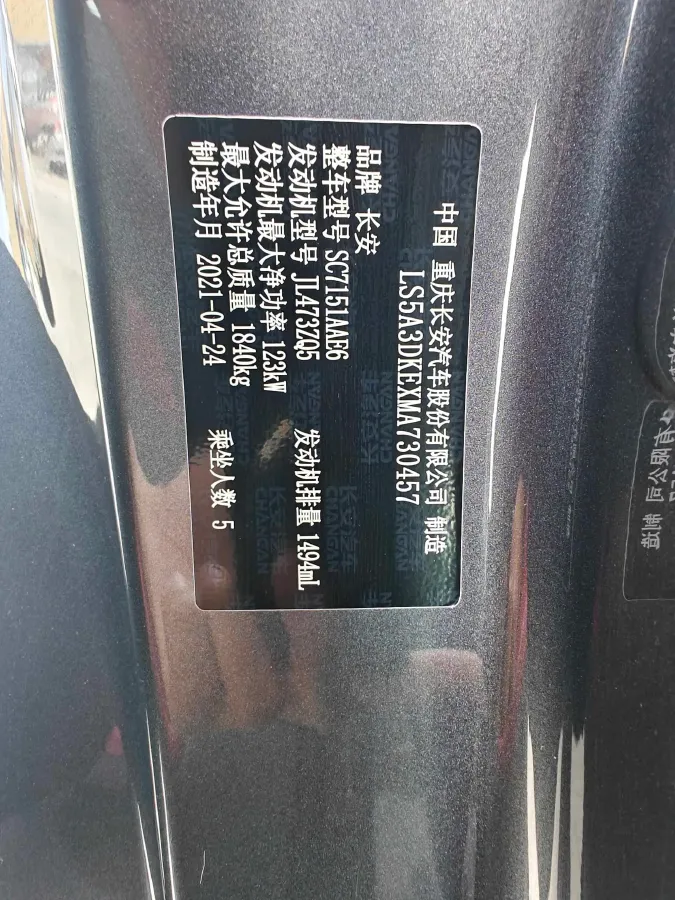 中国 重庆长安汽车股份有限公司 制造
LS5A3DKEXMA730457
品牌 长安
整车型号 SC7151AAE6
发动机型号 JL473ZQ5 发动机排量 1494mL
发动机最大净功率 123kW
最大允许总质量 1840kg
制造年月 2021-04-24 乘坐人数 5